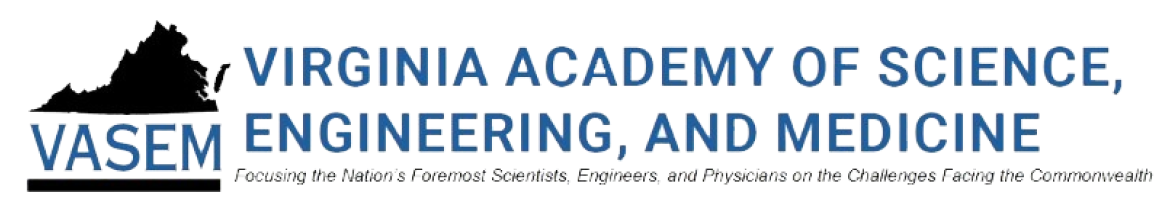 VIRGINIA ACADEMY OF SCIENCE,
ENGINEERING, AND MEDICINE
VASEM
Focusing the Nation's Foremost Scientists, Engineers, and Physicians on the Challenges Facing the Commonwealth